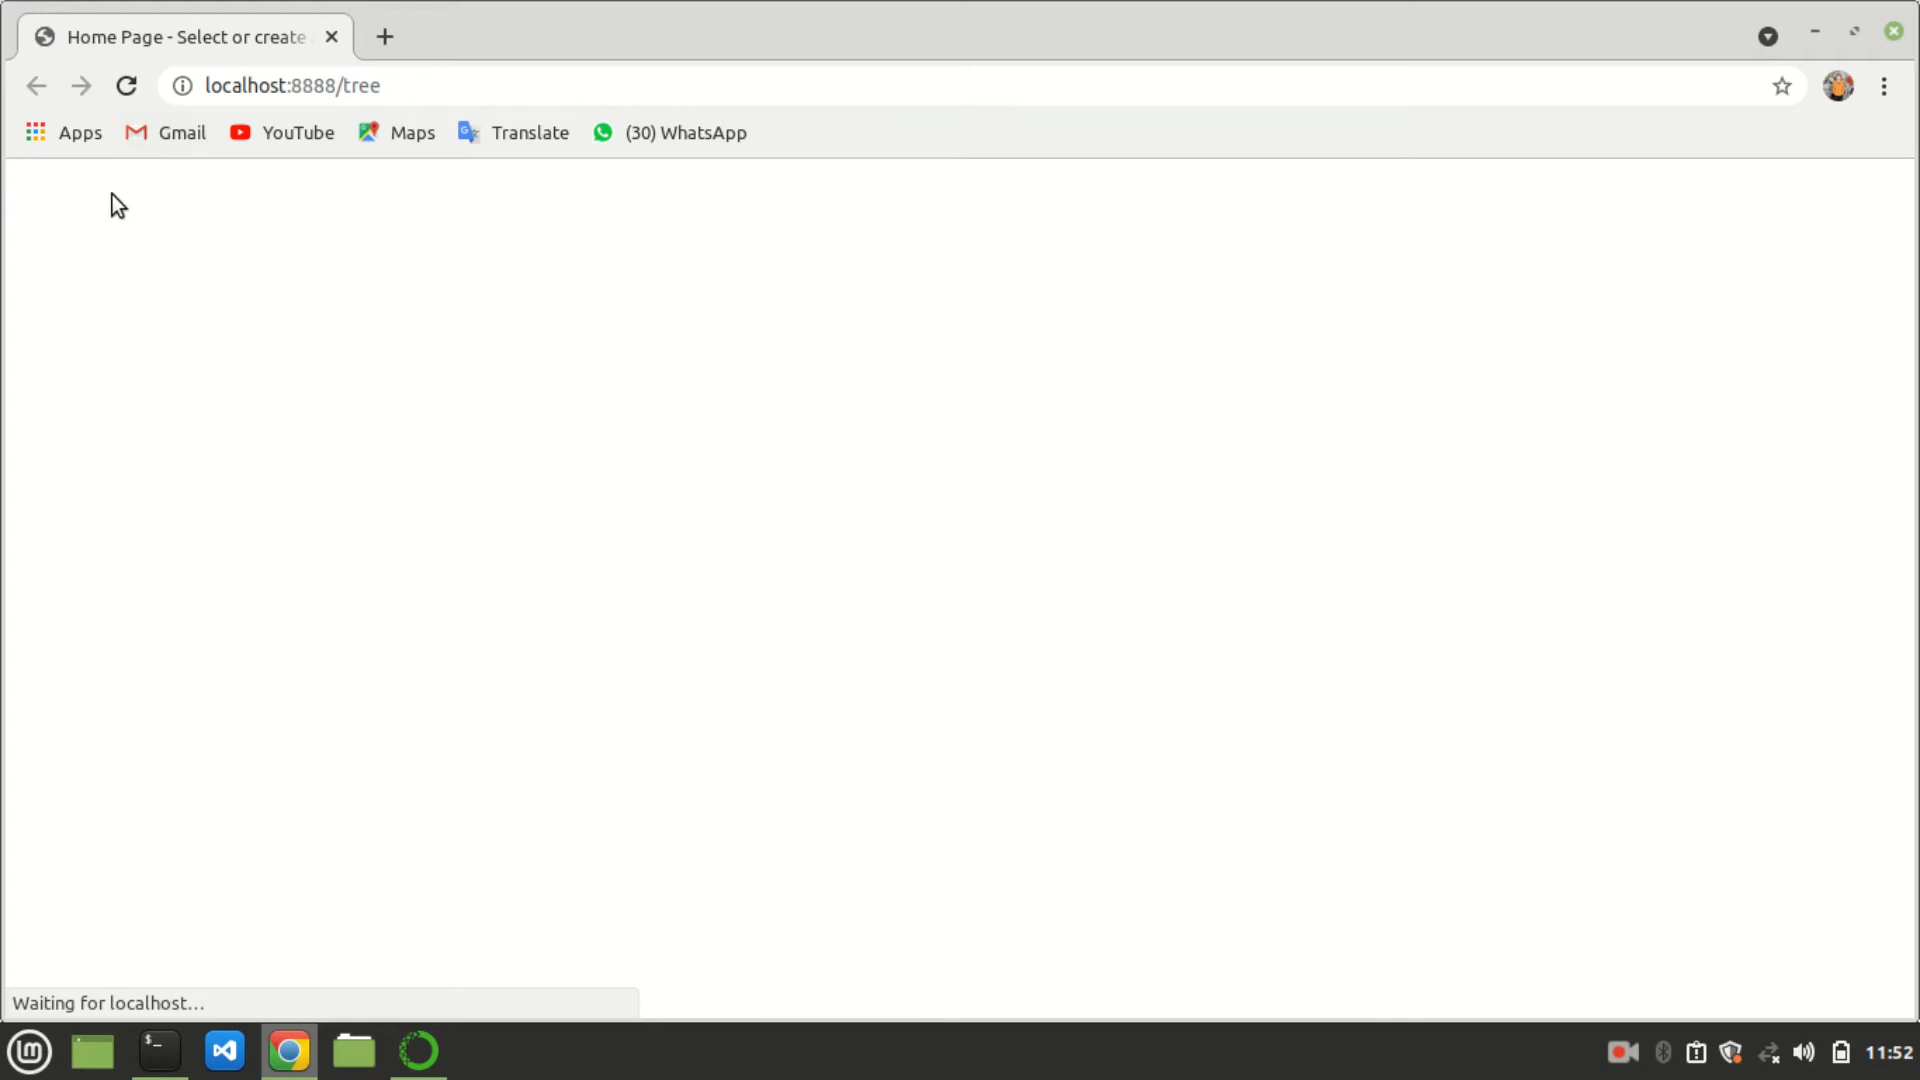 Home Page - Select or create
localhost:8888/tree
Apps Gmail YouTube Maps Translate (30) WhatsApp
Waiting for localhost...
$_ 11:52